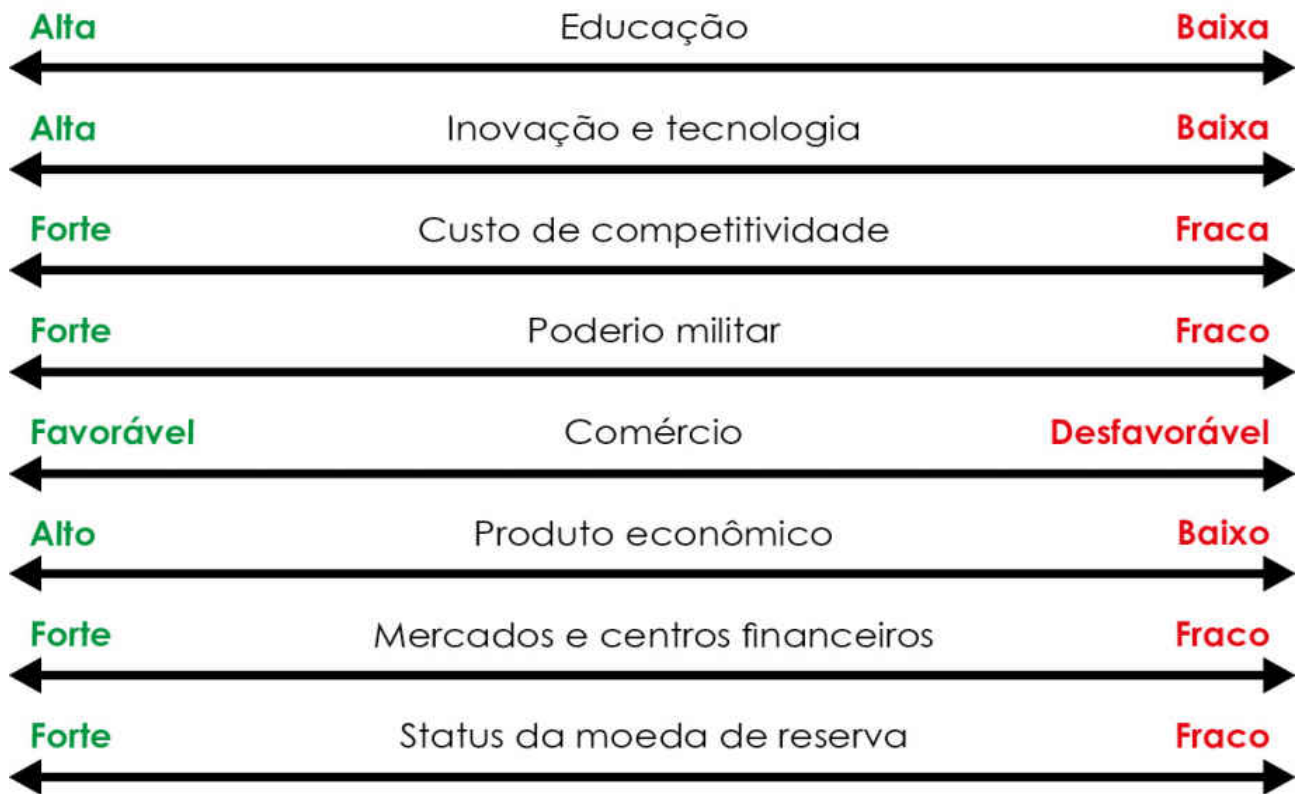 Alta Educação Baixa
Alta Inovação e tecnologia Baixa
Forte Custo de competitividade Fraca
Forte Poderio militar Fraco
Favorável Comércio Desfavorável
Alto Produto econômico Baixo
Forte Mercados e centros financeiros Fraco
Forte Status da moeda de reserva Fraco